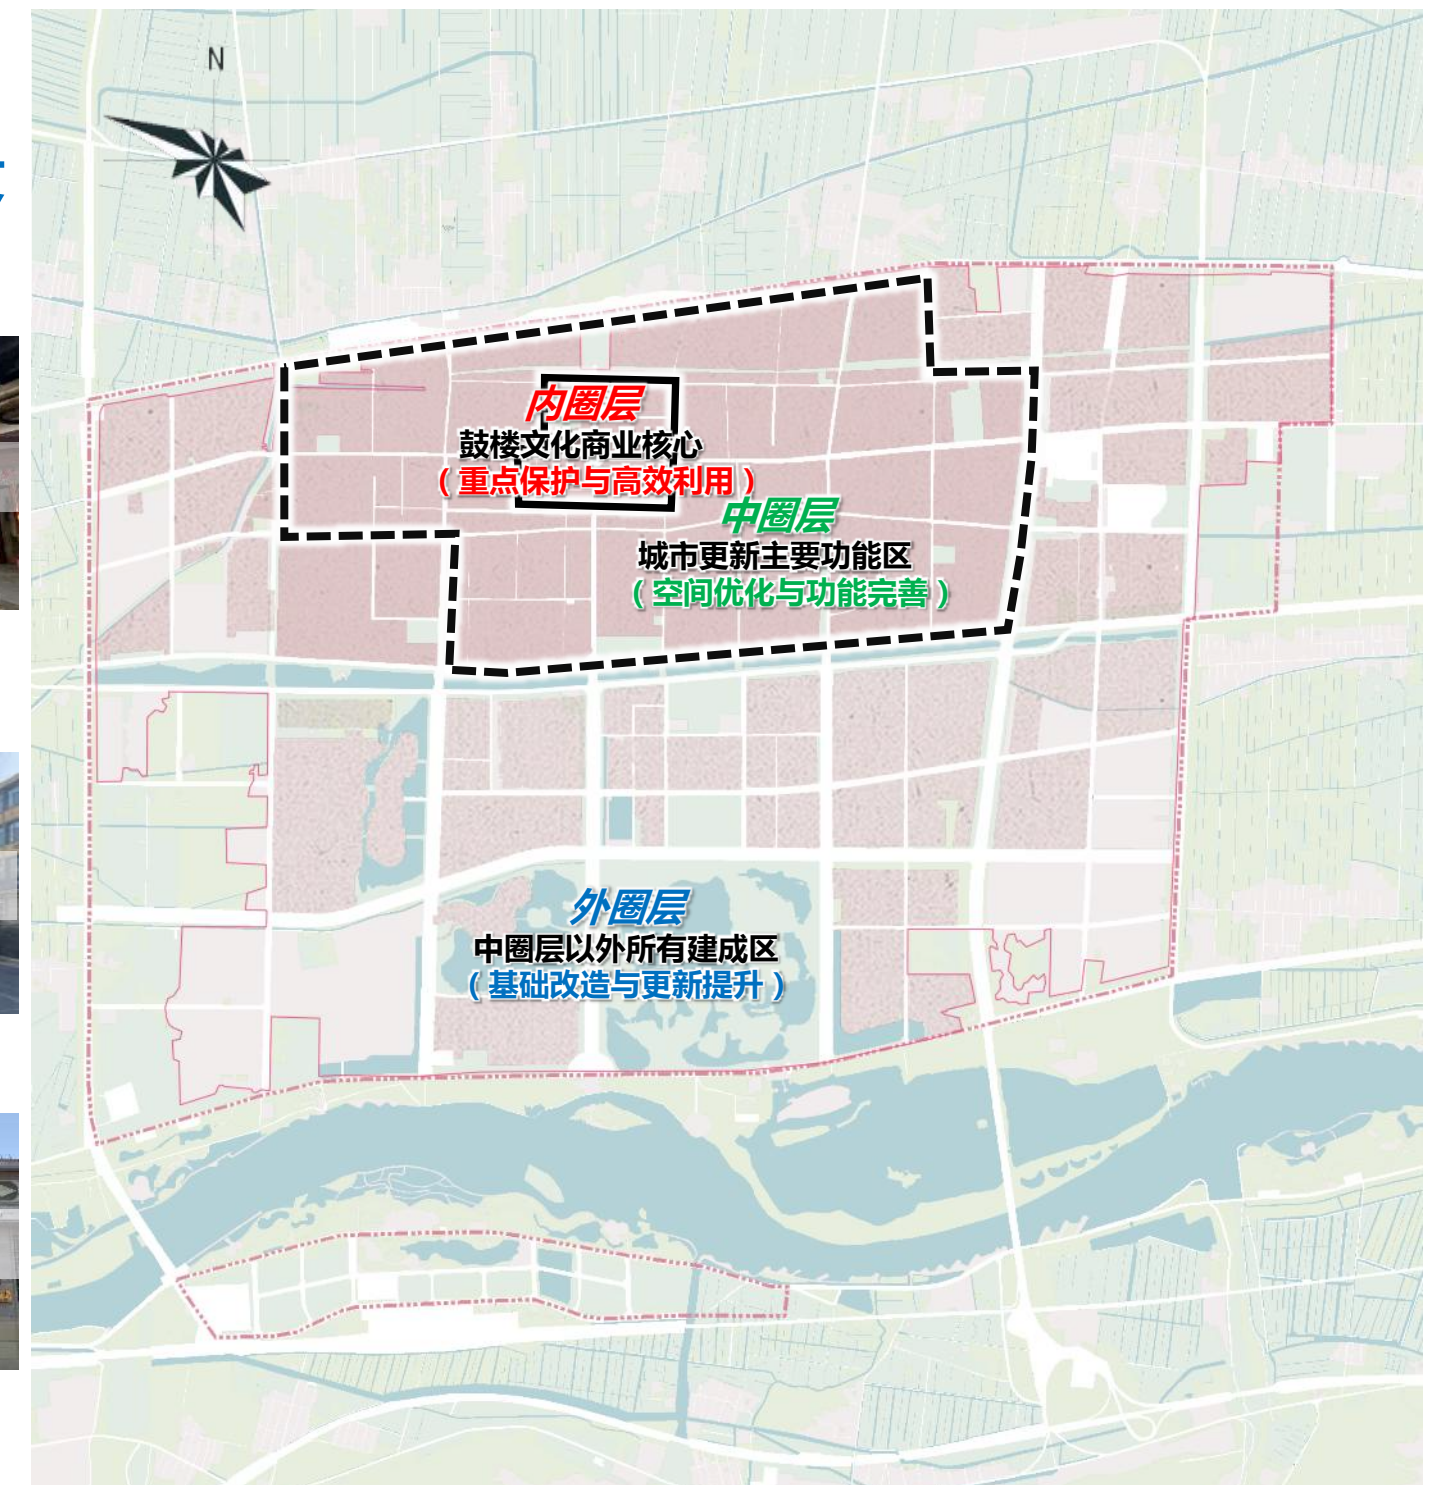 N
内圈层
鼓楼文化商业核心
（重点保护与高效利用）
中圈层
城市更新主要功能区
（空间优化与功能完善）
外圈层
中圈层以外所有建成区
（基础改造与更新提升）